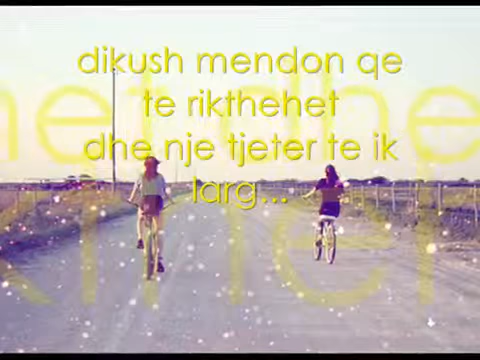 dikush mendon qe
te rikthehet
dhe nje tjeter te ik
larg...